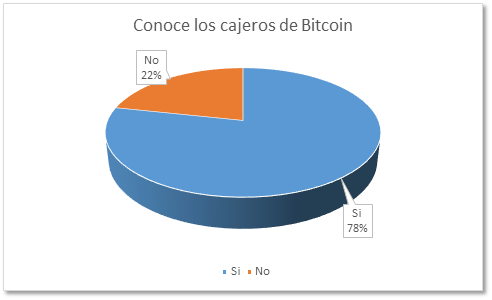 Conoce los cajeros de Bitcoin
No
22%
Si
78%
Si No